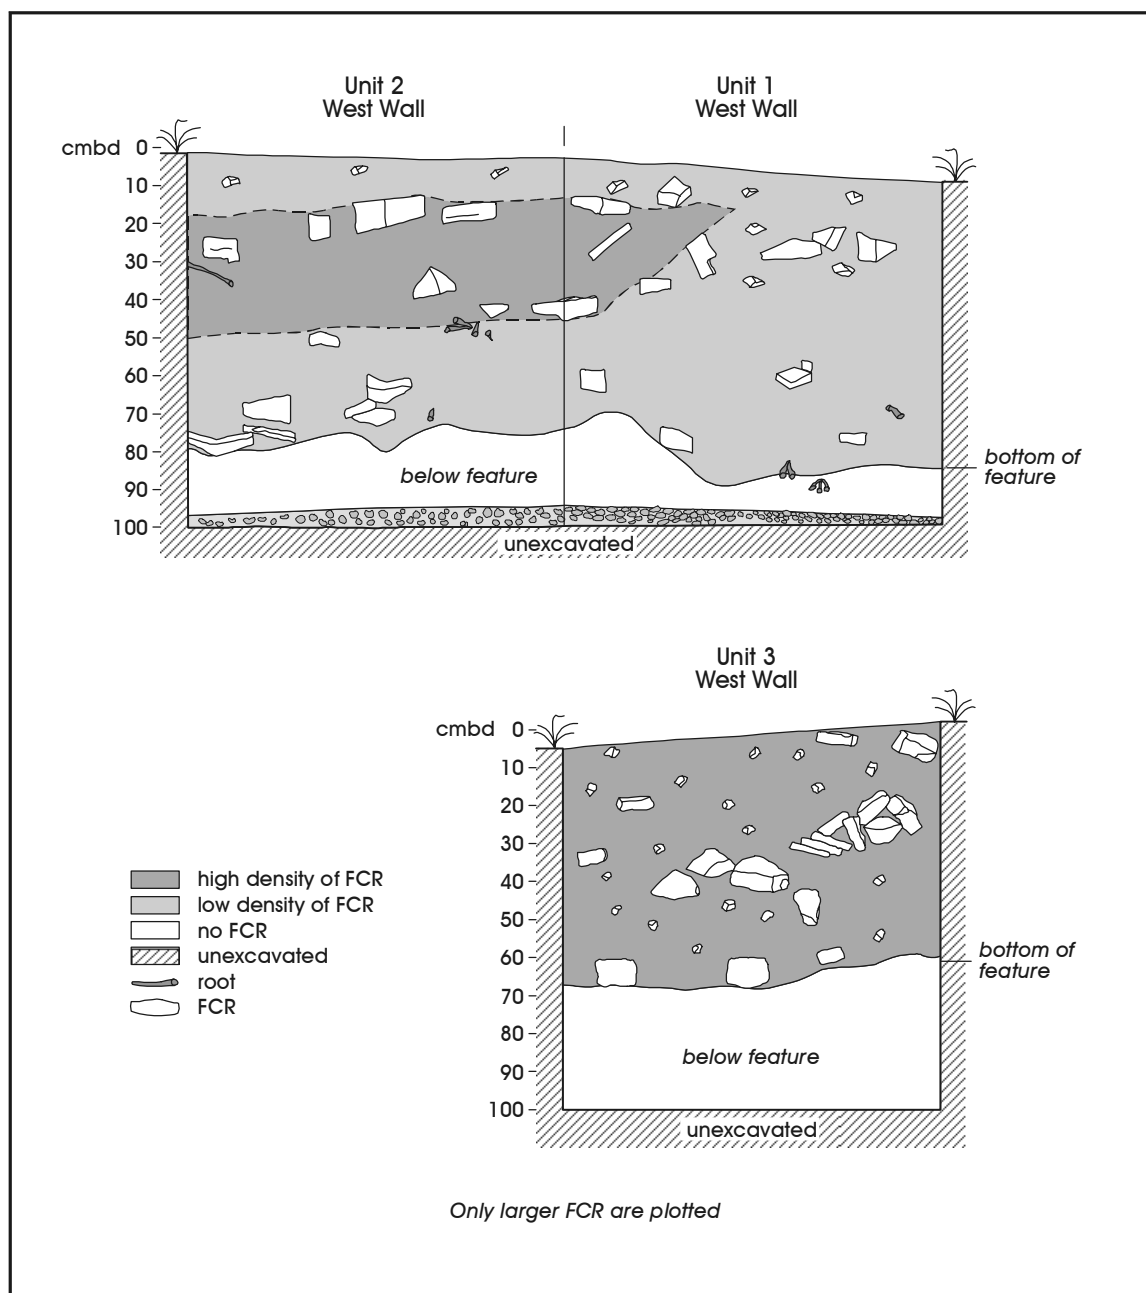 Unit 2
West Wall
Unit 1
West Wall
cmbd 0
10
20
30
40
50
60
70
80
90
100
below feature
bottom of
feature
unexcavated
Unit 3
West Wall
cmbd 0
10
20
30
40
50
60
70
80
90
100
bottom of
feature
below feature
unexcavated
high density of FCR
low density of FCR
no FCR
unexcavated
root
FCR
Only larger FCR are plotted